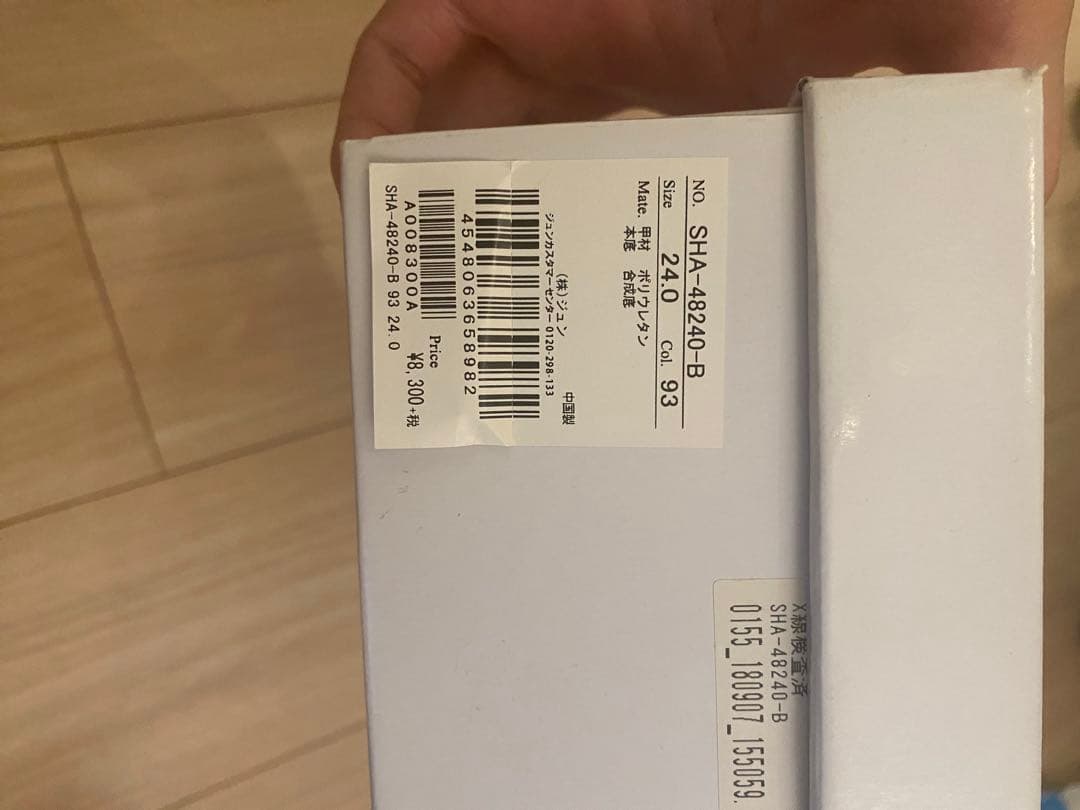 NO. SHA-48240-B
Size 24.0 Col. 93
Mate. 甲材 ポリウレタン
本底 合成底
中国製
(株)ジュン
ジュンカスタマーセンター 0120-298-133
4548063658982
Price
¥8,300+税
A008300A
SHA-48240-B 93 24.0
X線検査済
SHA-48240-B
0155_180907_155059.